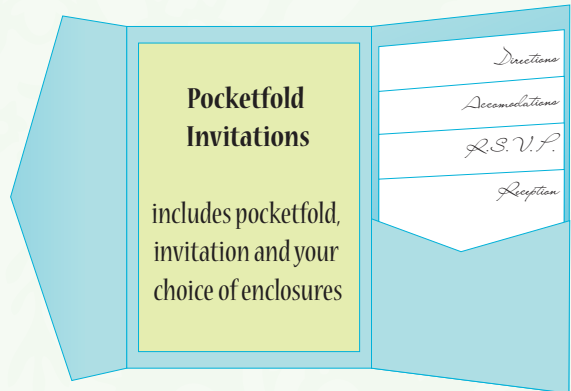 Pocketfold
Invitations
includes pocketfold,
invitation and your
choice of enclosures
Directions
Accomodations
R.S.V.P.
Reception